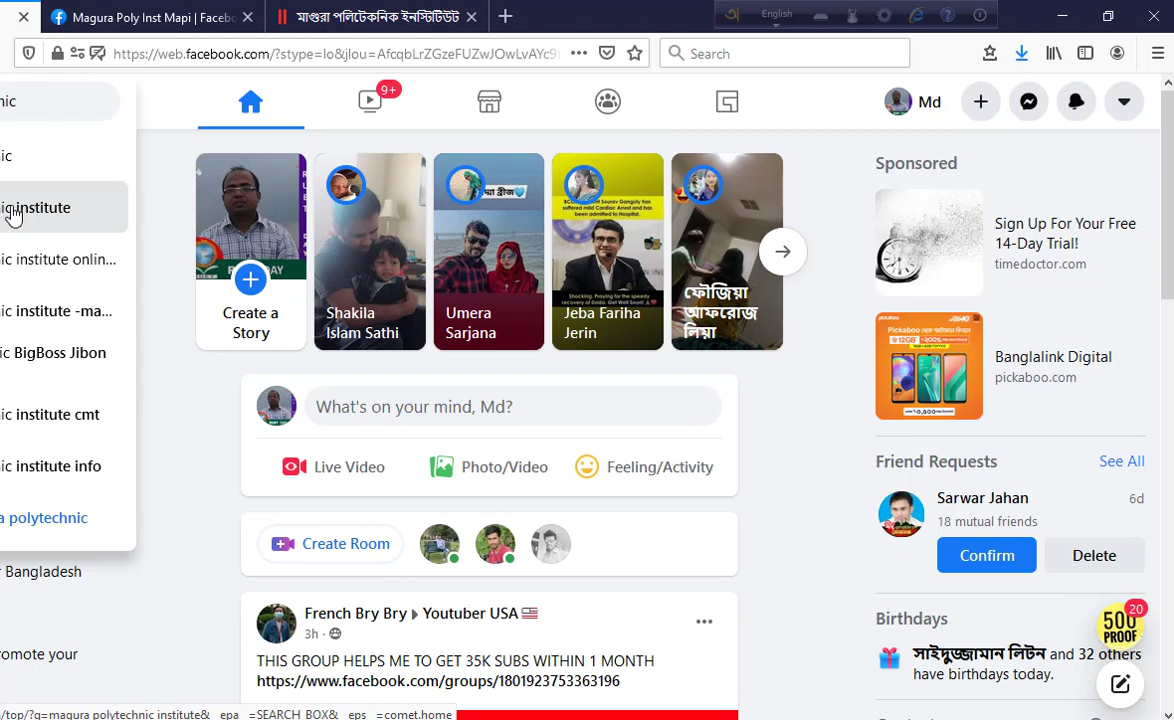 Magura Poly Inst Mapi | Facebo
মাগুরা পলিটেকনিক ইনস্টিটিউট
English
https://web.facebook.com/?stype=lo&jlou=AfcqbLrZGzeFUZwJOwLvAYc9l
Search
nic
9+
Md
ic
ic institute
ic institute onlin...
ic institute -ma...
ic BigBoss Jibon
ic institute cmt
ic institute info
a polytechnic
r Bangladesh
romote your
Create a
Story
Shakila
Islam Sathi
Umera
Sarjana
Jeba Fariha
Jerin
ফৌজিয়া
আফরোজ
লিয়া
What's on your mind, Md?
Live Video
Photo/Video
Feeling/Activity
Create Room
French Bry Bry
Youtuber USA
3h
THIS GROUP HELPS ME TO GET 35K SUBS WITHIN 1 MONTH
https://www.facebook.com/groups/1801923753363196
Sponsored
Sign Up For Your Free
14-Day Trial!
timedoctor.com
Banglalink Digital
pickaboo.com
Friend Requests
See All
Sarwar Jahan
6d
18 mutual friends
Confirm
Delete
Birthdays
সাইদুজ্জামান লিটন and 32 others
have birthdays today.
20
500
PROOF
/top/?q=magura polytechnic institute&__epa__=SEARCH_BOX&__eps__=comet.home